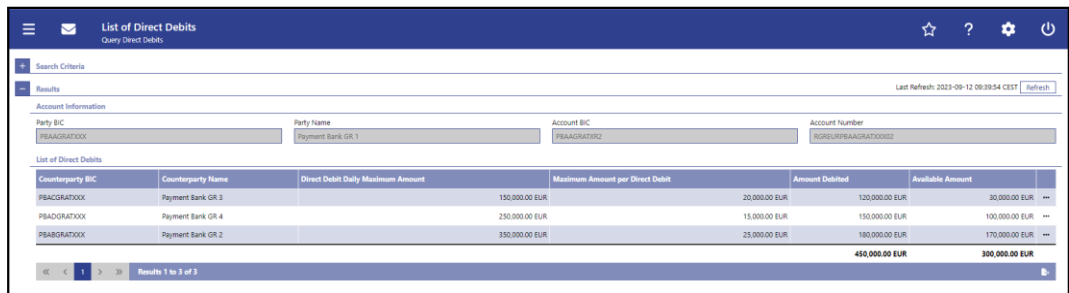 List of Direct Debits
Query Direct Debits
?
+ Search Criteria
− Results Last Refresh: 2023-09-12 09:39:54 CEST Refresh
Account Information
Party BIC Party Name Account BIC Account Number
PBAAGRATXXX Payment Bank GR 1 PBAAGRATXR2 RGREURPBAAGRATXXX02
List of Direct Debits
Counterparty BIC Counterparty Name Direct Debit Daily Maximum Amount Maximum Amount per Direct Debit Amount Debited Available Amount
PBACGRATXXX Payment Bank GR 3 150,000.00 EUR 20,000.00 EUR 120,000.00 EUR 30,000.00 EUR
PBADGRATXXX Payment Bank GR 4 250,000.00 EUR 15,000.00 EUR 150,000.00 EUR 100,000.00 EUR
PBABGRATXXX Payment Bank GR 2 350,000.00 EUR 25,000.00 EUR 180,000.00 EUR 170,000.00 EUR
450,000.00 EUR 300,000.00 EUR
« < 1 > » Results 1 to 3 of 3